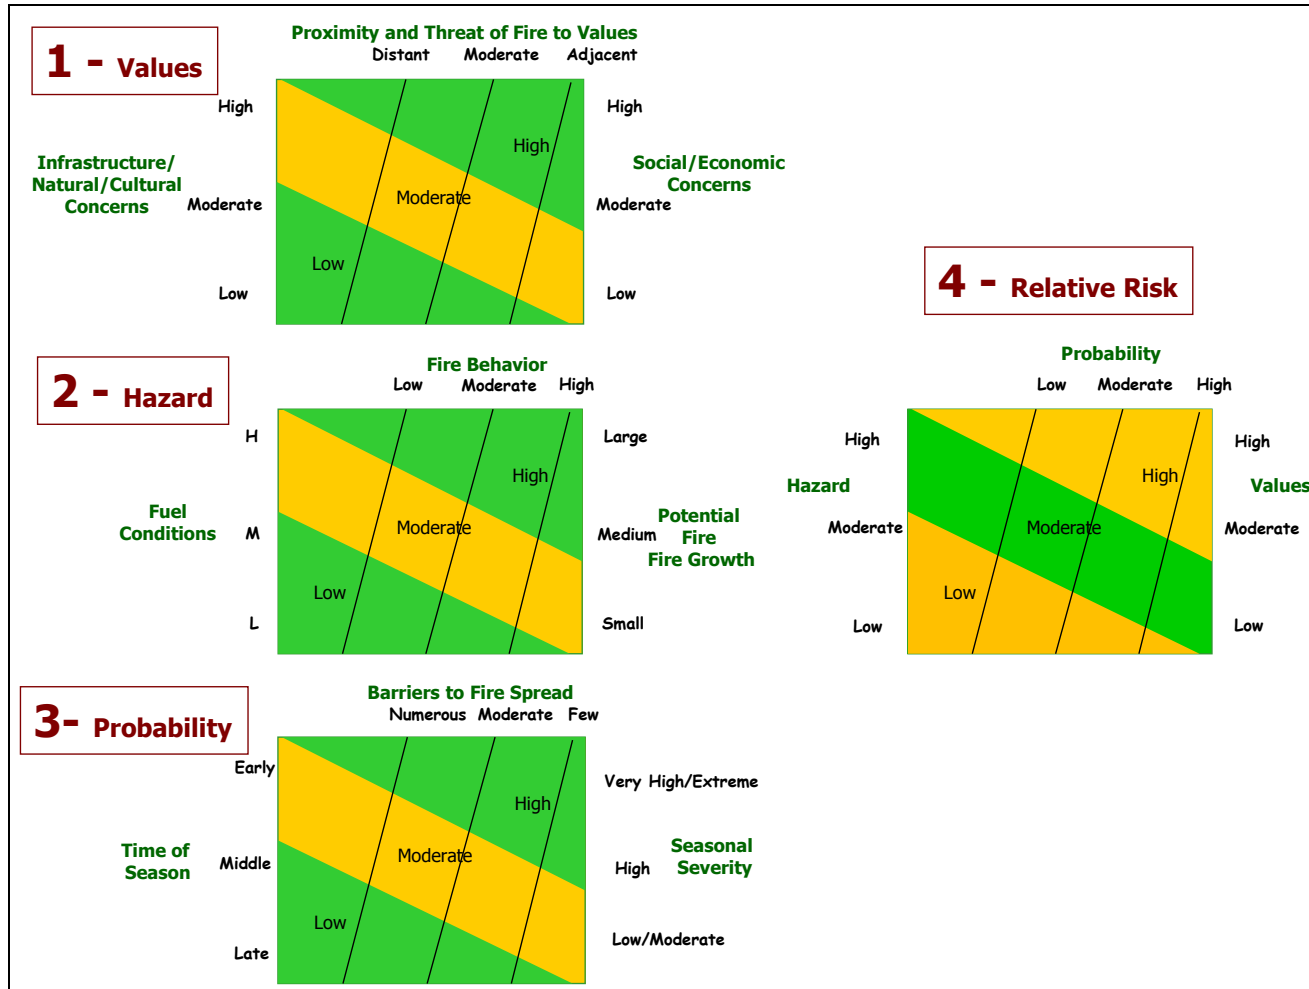 1 - Values
Proximity and Threat of Fire to Values
Distant Moderate Adjacent
High
Moderate
Low
Infrastructure/
Natural/Cultural
Concerns
High
Moderate
Low
High
Moderate
Low
Social/Economic
Concerns
2 - Hazard
Fire Behavior
Low Moderate High
H
M
L
Fuel
Conditions
High
Moderate
Low
Large
Medium
Small
Potential
Fire
Fire Growth
3- Probability
Barriers to Fire Spread
Numerous Moderate Few
Early
Middle
Late
Time of
Season
High
Moderate
Low
Very High/Extreme
High
Low/Moderate
Seasonal
Severity
4 - Relative Risk
Probability
Low Moderate High
High
Moderate
Low
Hazard
High
Moderate
Low
High
Moderate
Low
Values